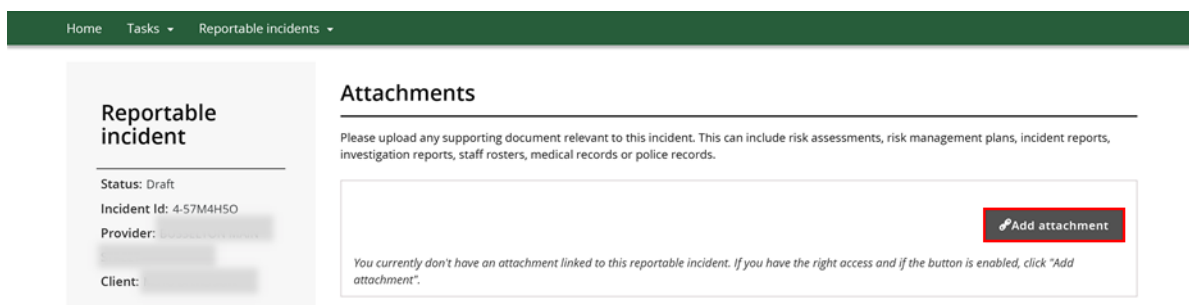 Home Tasks Reportable incidents
Attachments
Reportable
incident
Please upload any supporting document relevant to this incident. This can include risk assessments, risk management plans, incident reports,
investigation reports, staff rosters, medical records or police records.
Status: Draft
Incident Id: 4-57M4H5O
Provider:
Client:
Add attachment
You currently don't have an attachment linked to this reportable incident. If you have the right access and if the button is enabled, click "Add
attachment".